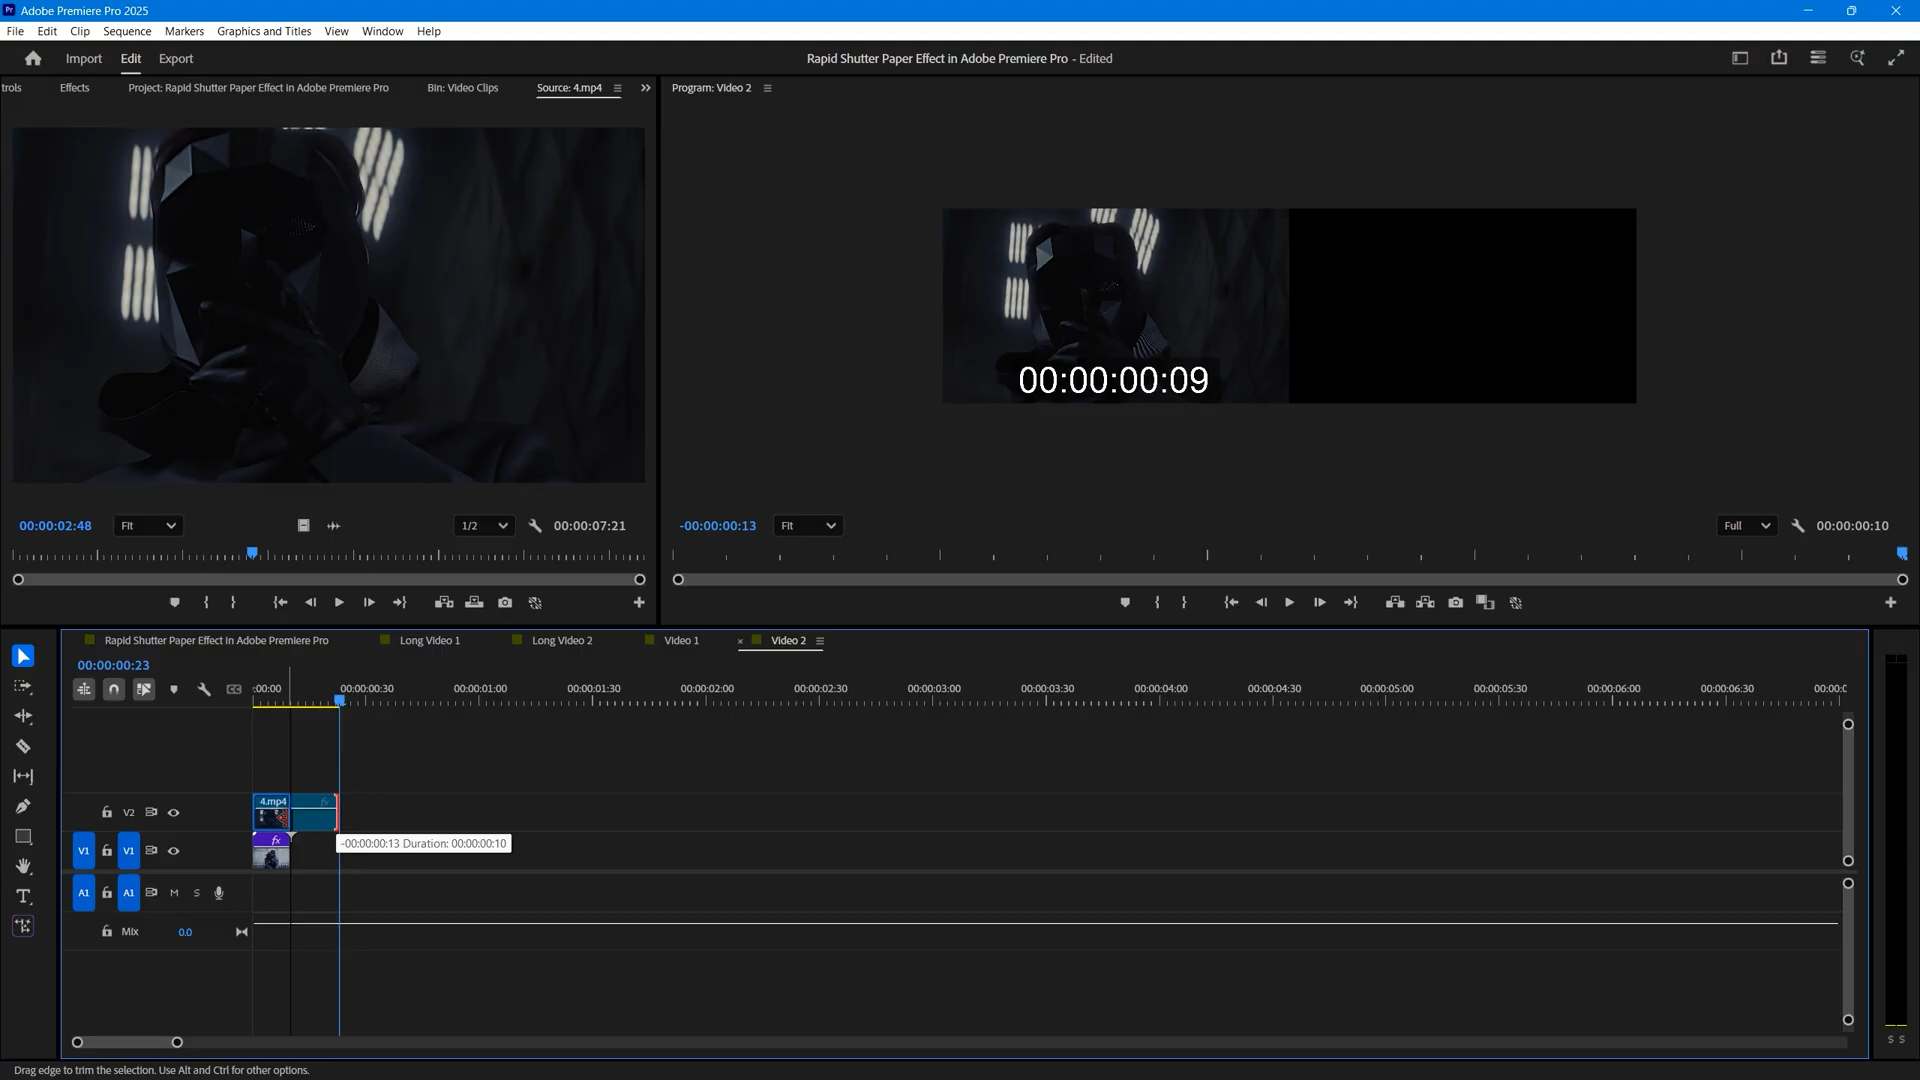 Adobe Premiere Pro 2025
File Edit Clip Sequence Markers Graphics and Titles View Window Help
Import Edit Export
Rapid Shutter Paper Effect in Adobe Premiere Pro - Edited
trols Effects Project: Rapid Shutter Paper Effect in Adobe Premiere Pro Bin: Video Clips Source: 4.mp4
Program: Video 2
00:00:00:09
00:00:02:48 Fit 1/2 00:00:07:21
-00:00:00:13 Fit Full 00:00:00:10
Rapid Shutter Paper Effect in Adobe Premiere Pro Long Video 1 Long Video 2 Video 1 × Video 2
00:00:00:23
:00:00 00:00:00:30 00:00:01:00 00:00:01:30 00:00:02:00 00:00:02:30 00:00:03:00 00:00:03:30 00:00:04:00 00:00:04:30 00:00:05:00 00:00:05:30 00:00:06:00 00:00:06:30 00:00:0
4.mp4 fx
V2
fx
V1 V1
-00:00:00:13 Duration: 00:00:00:10
A1 A1 M S
Mix 0.0
S S
Drag edge to trim the selection. Use Alt and Ctrl for other options.